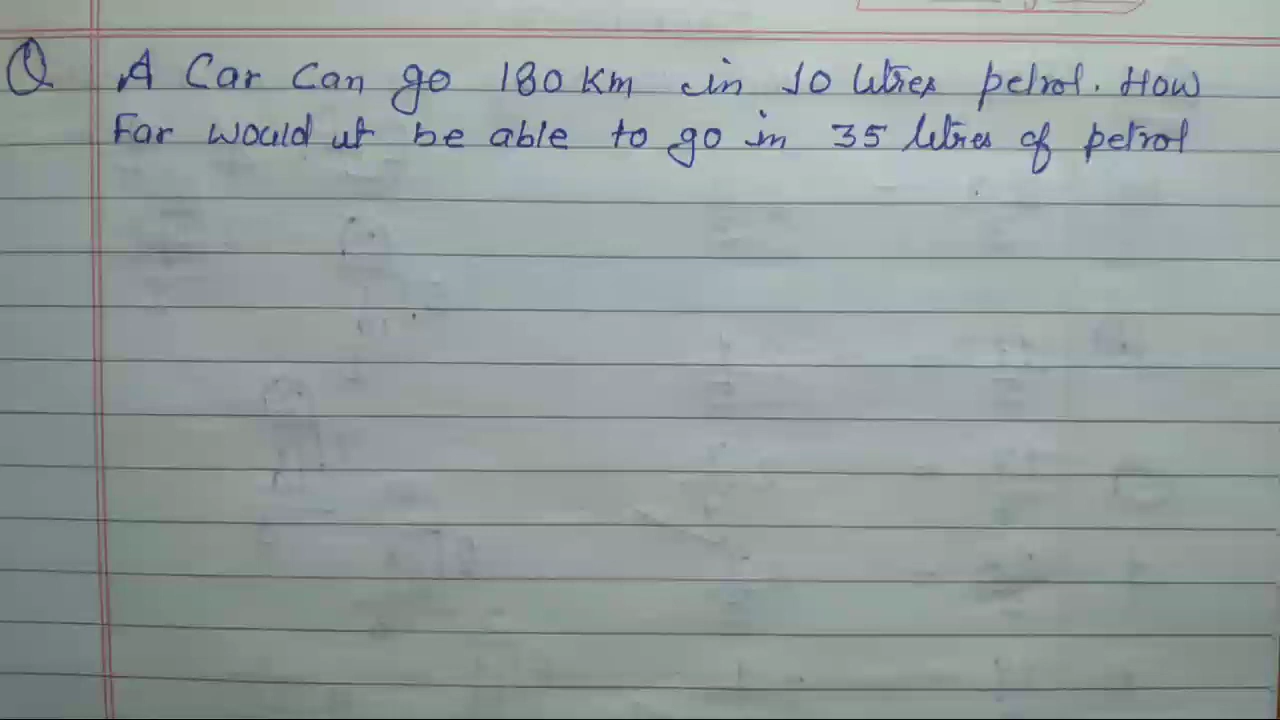 Q A Car Can go 180 Km in 10 litres petrol. How
Far would it be able to go in 35 litres of petrol